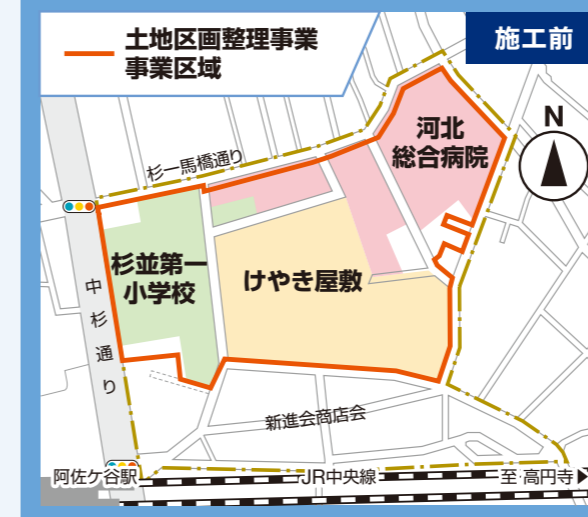 土地区画整理事業
事業区域
施工前
N
河北
総合病院
杉一馬橋通り
杉並第一
小学校
けやき屋敷
中杉通り
新進会商店会
阿佐ケ谷駅
JR中央線
至 高円寺